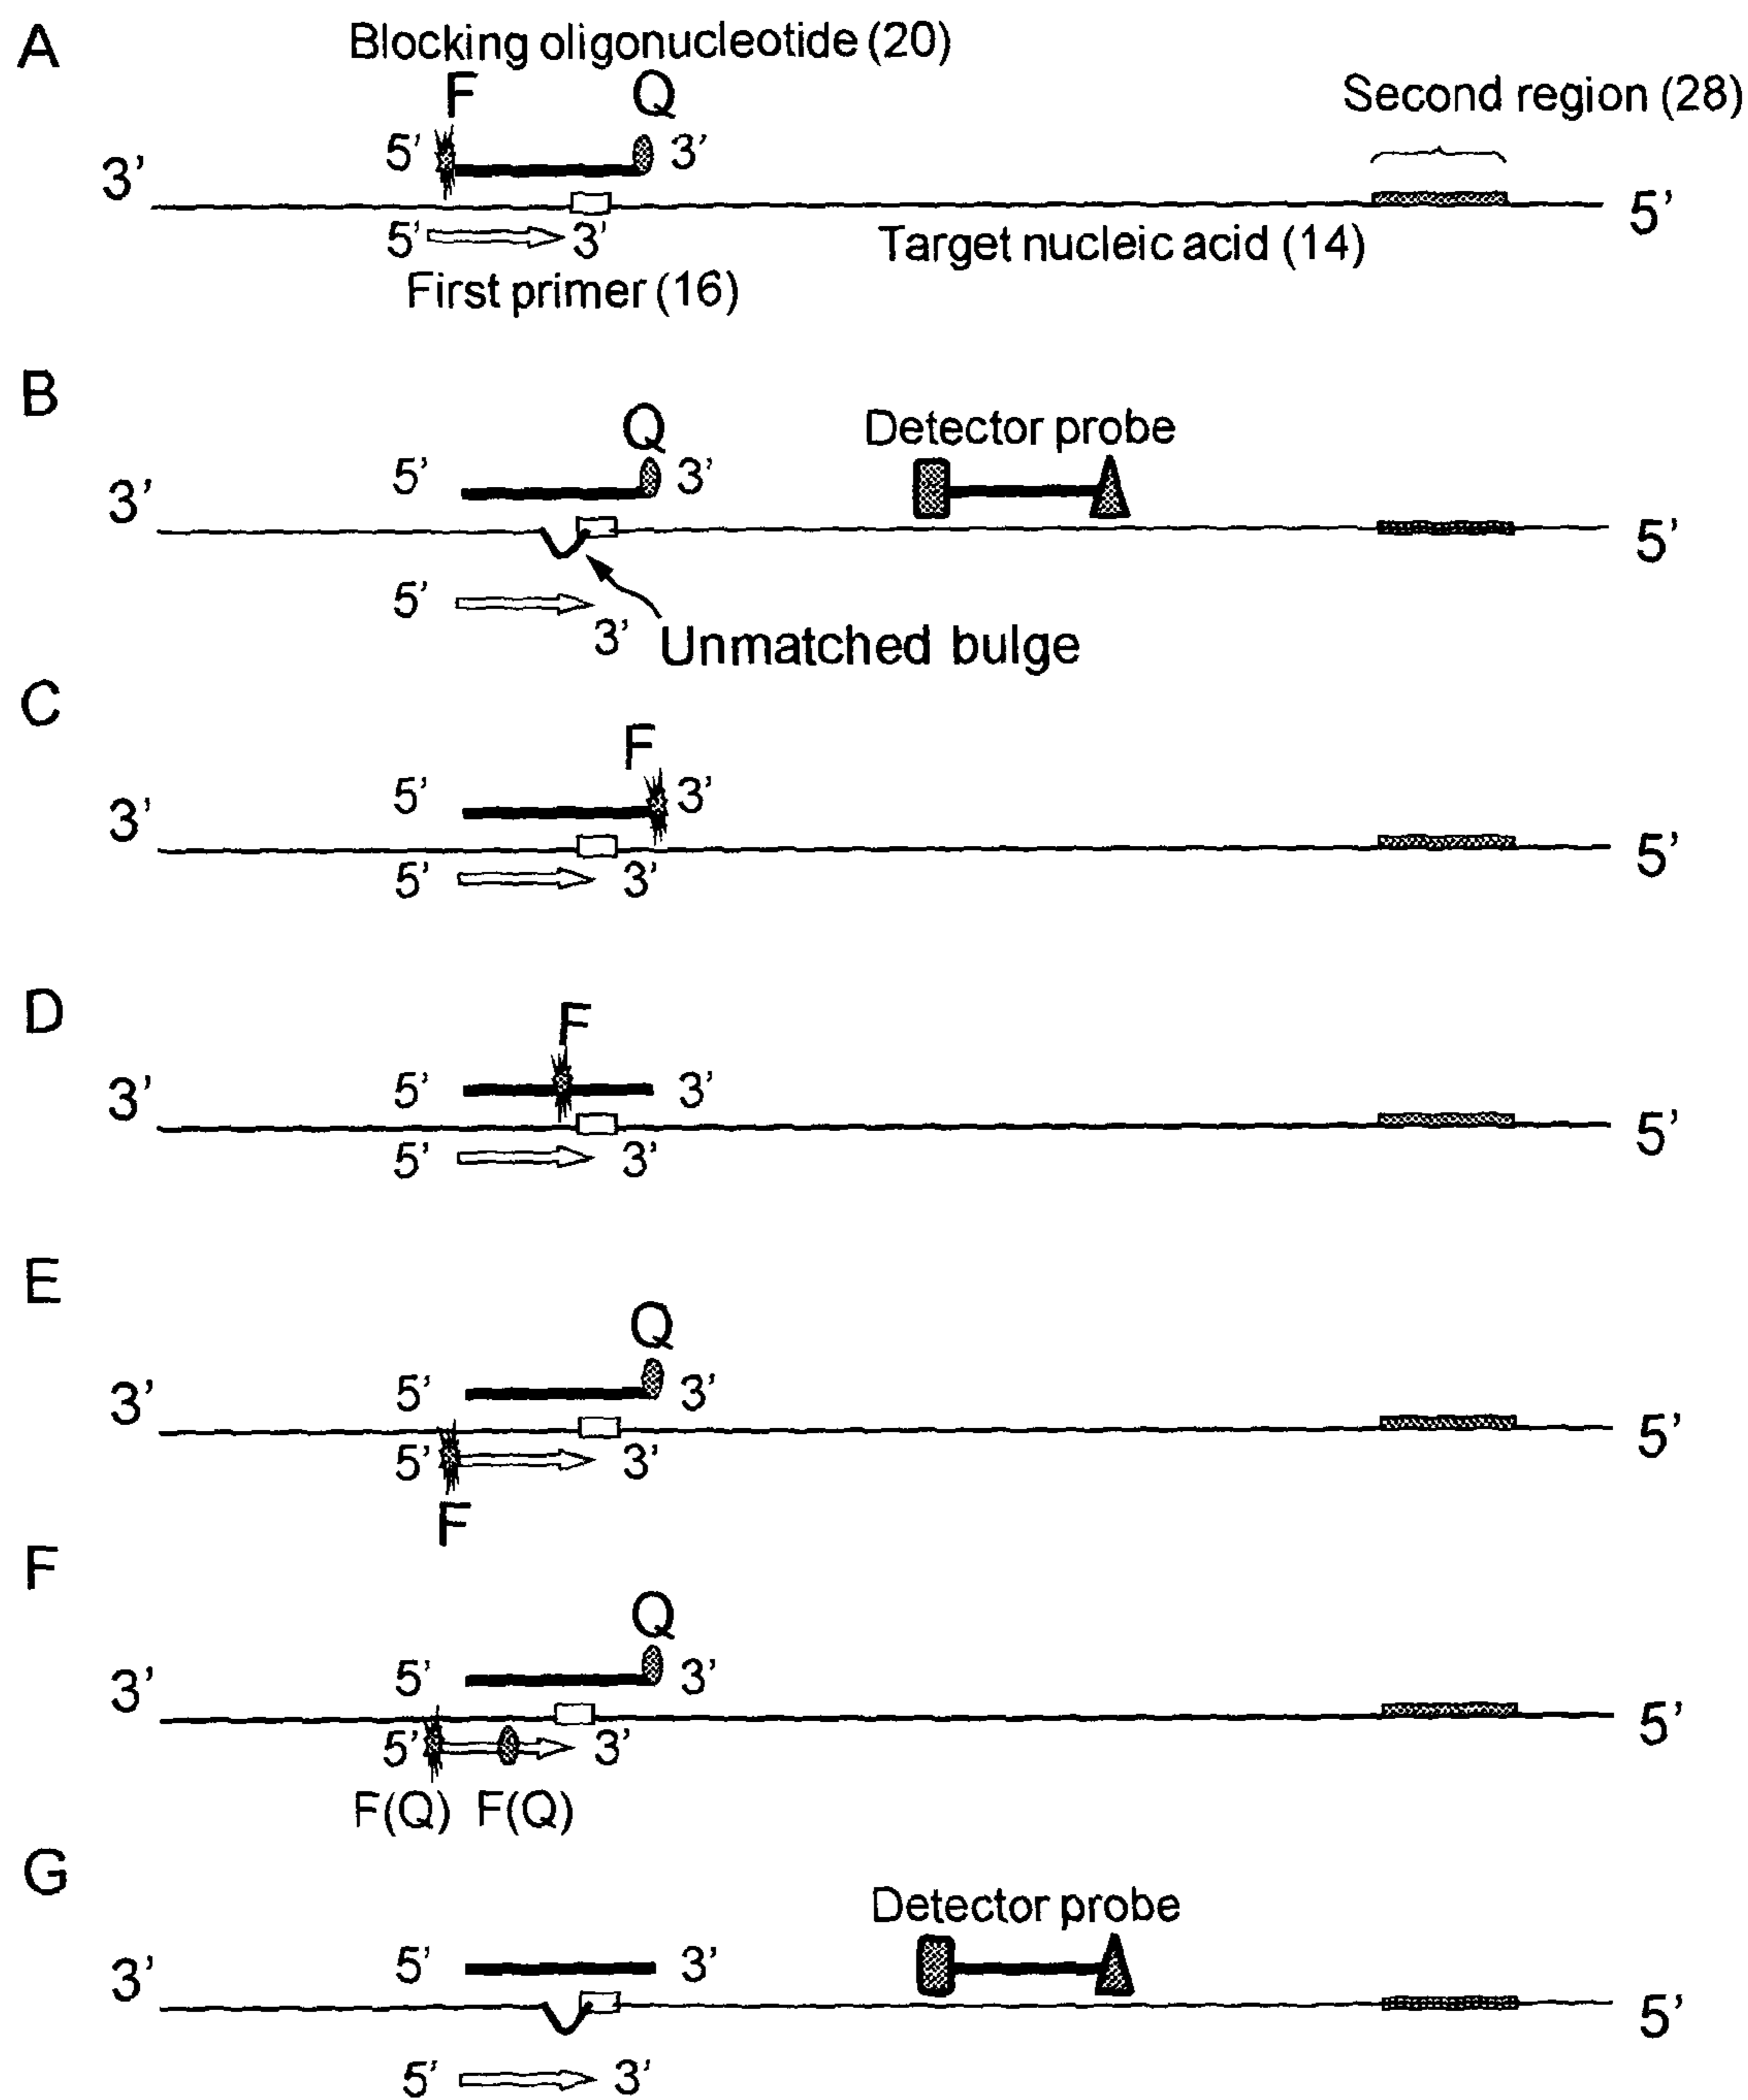 A
Blocking oligonucleotide (20)
F Q
Second region (28)
5' 3'
3' 5'
5' 3'
Target nucleic acid (14)
First primer (16)
B
Q
Detector probe
5' 3'
3' 5'
5' 3'
Unmatched bulge
C
F
5' 3'
3' 5'
5' 3'
D
F
5' 3'
3' 5'
5' 3'
E
Q
5' 3'
3' 5'
5' 3'
F
F
Q
5' 3'
3' 5'
5' 3'
F(Q) F(Q)
G
Detector probe
5' 3'
3' 5'
5' 3'